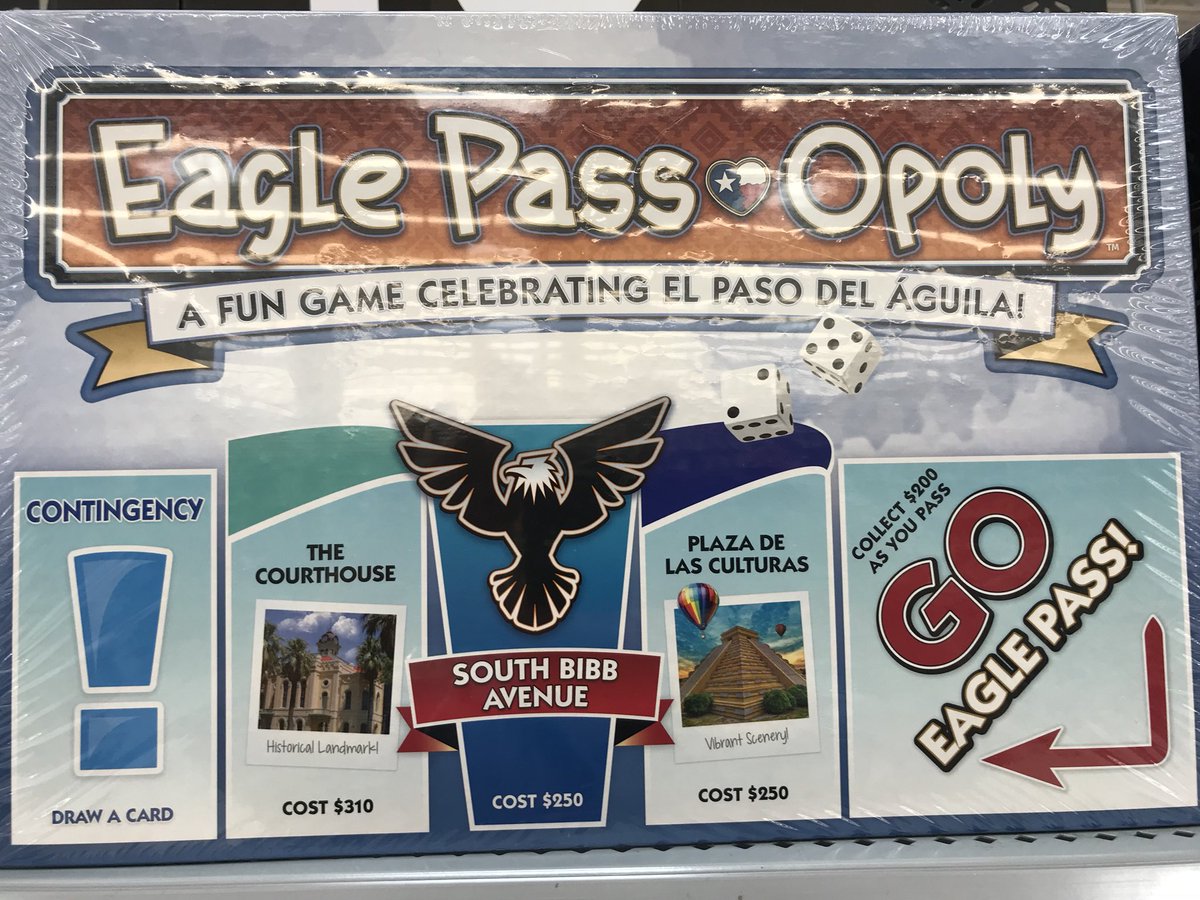 Eagle Pass Opoly
TM
A FUN GAME CELEBRATING EL PASO DEL ÁGUILA!
CONTINGENCY
!
DRAW A CARD
THE
COURTHOUSE
Historical Landmark!
COST $310
SOUTH BIBB
AVENUE
COST $250
PLAZA DE
LAS CULTURAS
Vibrant Scenery!
COST $250
COLLECT $200
AS YOU PASS
GO
EAGLE PASS!